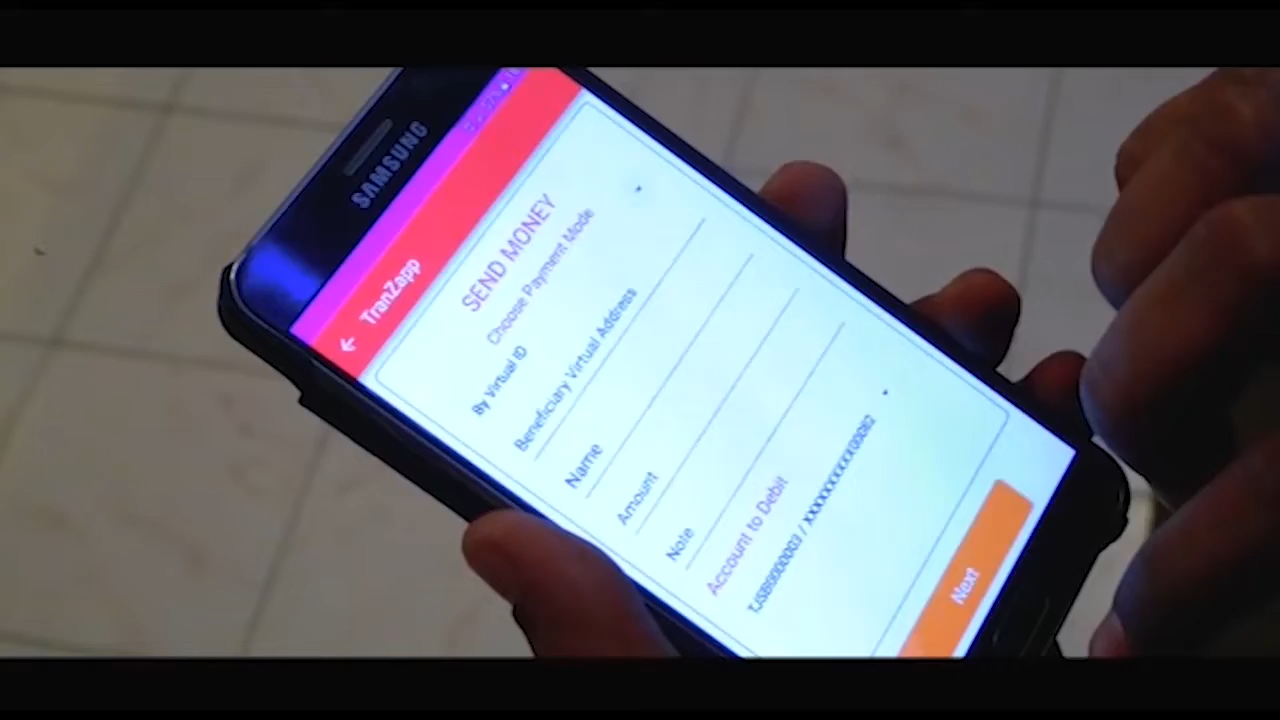 SAMSUNG
TranZapp
SEND MONEY
Choose Payment Mode
By Virtual ID
Beneficiary Virtual Address
Name
Amount
Note
Account to Debit
Next